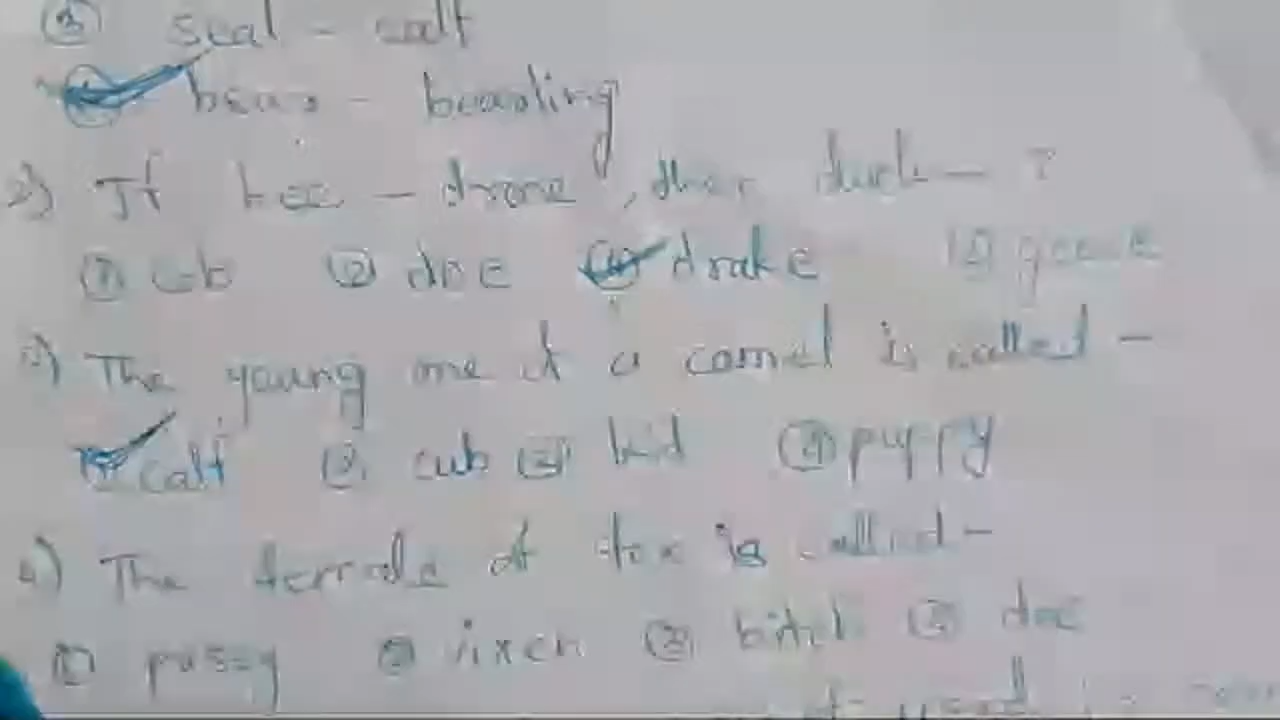 ③ seal - calf
bear - bearling
2) If bee - drone, then duck - ?
① cub ② doe ④ drake ③ geese
3) The young one of a camel is called -
calf ② cub ③ kid ④ puppy
4) The female of fox is called -
① pussy ② vixen ③ bitch ④ doe
used